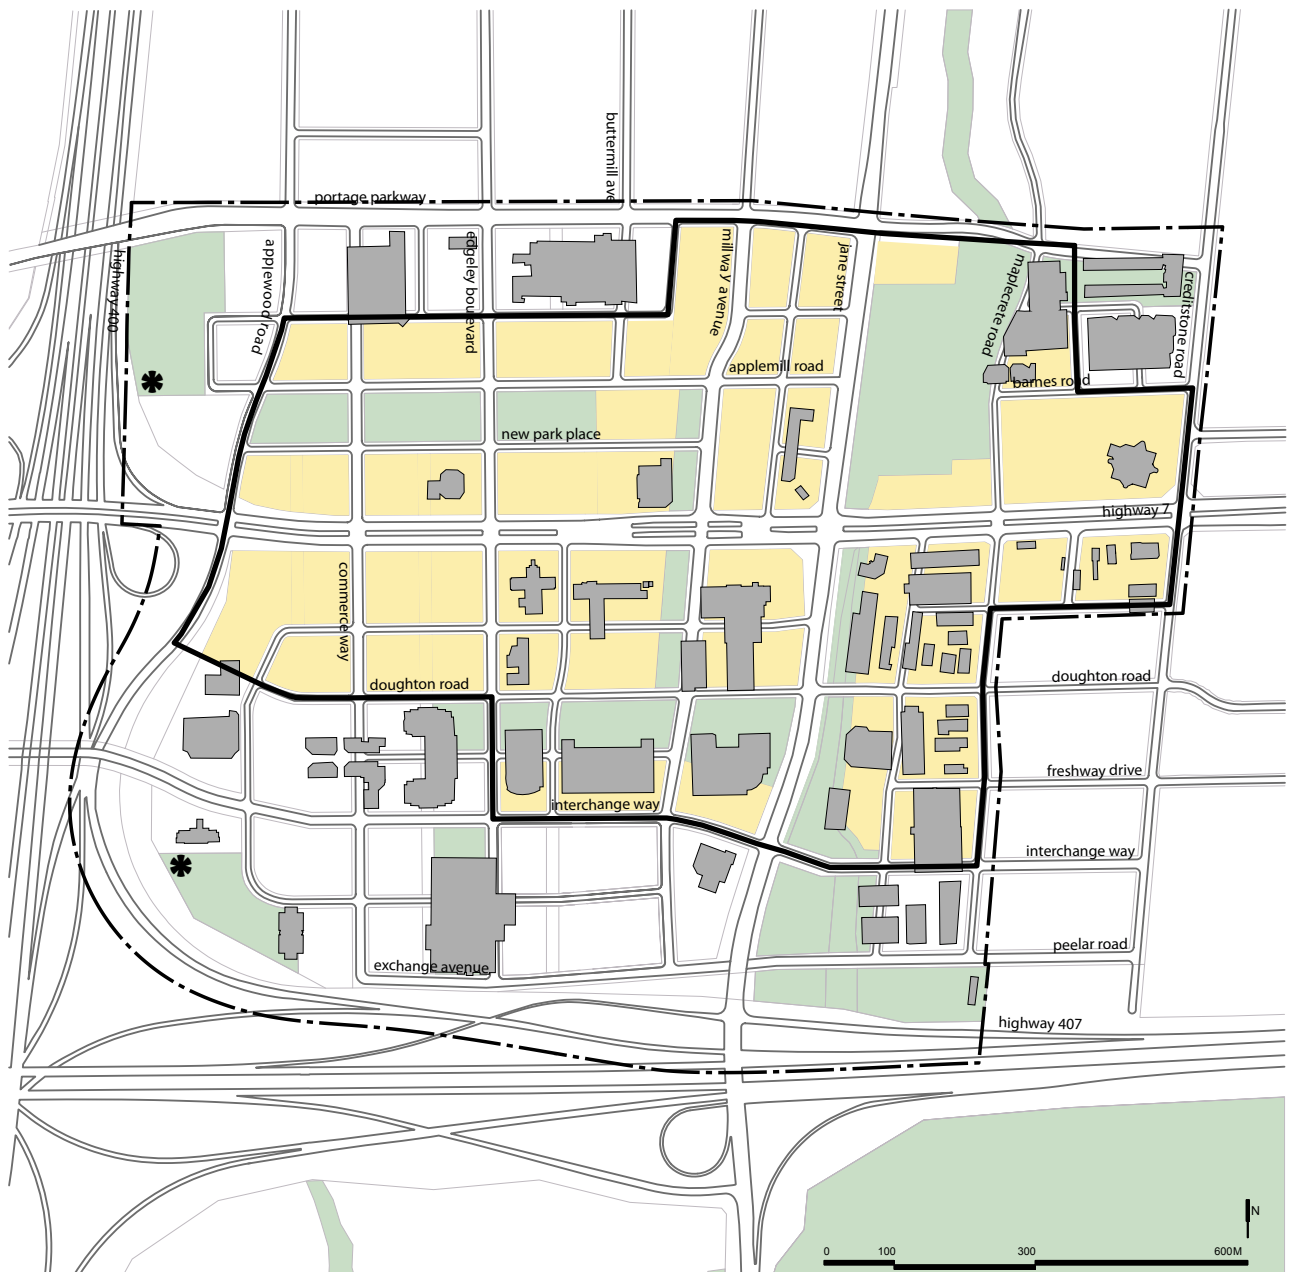 buttermill ave
portage parkway
highway 400
applewood road
edgeley boulevard
millway avenue
jane street
maplecrete road
creditstone road
applemill road
barnes road
new park place
highway 7
commerce way
doughton road
doughton road
freshway drive
interchange way
interchange way
peelar road
exchange avenue
highway 407
N
0 100 300 600M